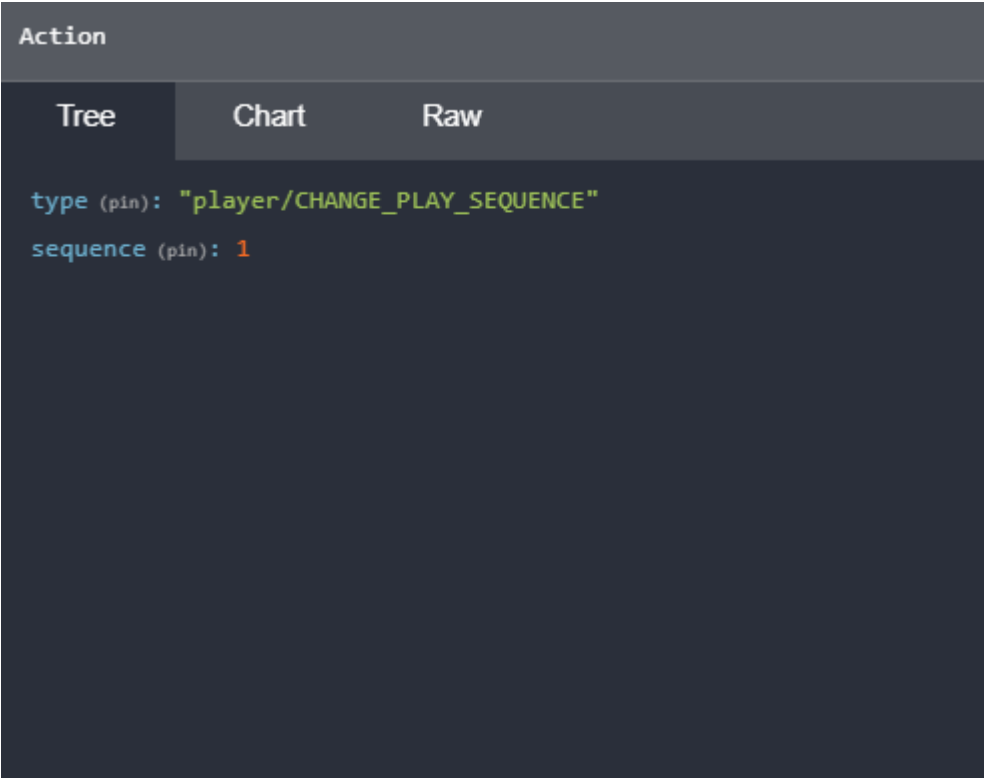 Action
Tree Chart Raw
type (pin): "player/CHANGE_PLAY_SEQUENCE"
sequence (pin): 1